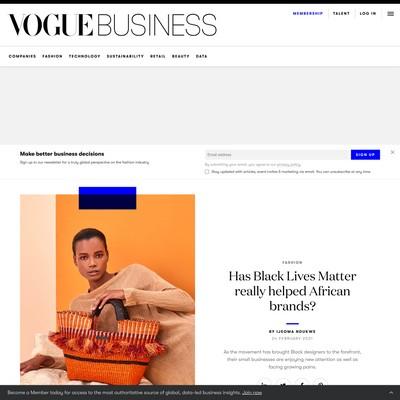 VOGUE BUSINESS
MEMBERSHIP TALENT LOG IN
COMPANIES FASHION TECHNOLOGY SUSTAINABILITY RETAIL BEAUTY DATA
Make better business decisions
Sign up to our newsletter for a truly global perspective on the fashion industry
Email address
SIGN UP
By submitting your email, you agree to our privacy policy.
Stay updated with articles, event invites & marketing via email. You can unsubscribe at any time.
FASHION
Has Black Lives Matter
really helped African
brands?
BY IJEOMA NDUKWE
24 FEBRUARY 2021
As the movement has brought Black designers to the forefront,
their small businesses are enjoying new attention as well as
facing growing pains.
Become a Member today for access to the most authoritative source of global, data-led business insights. Join now